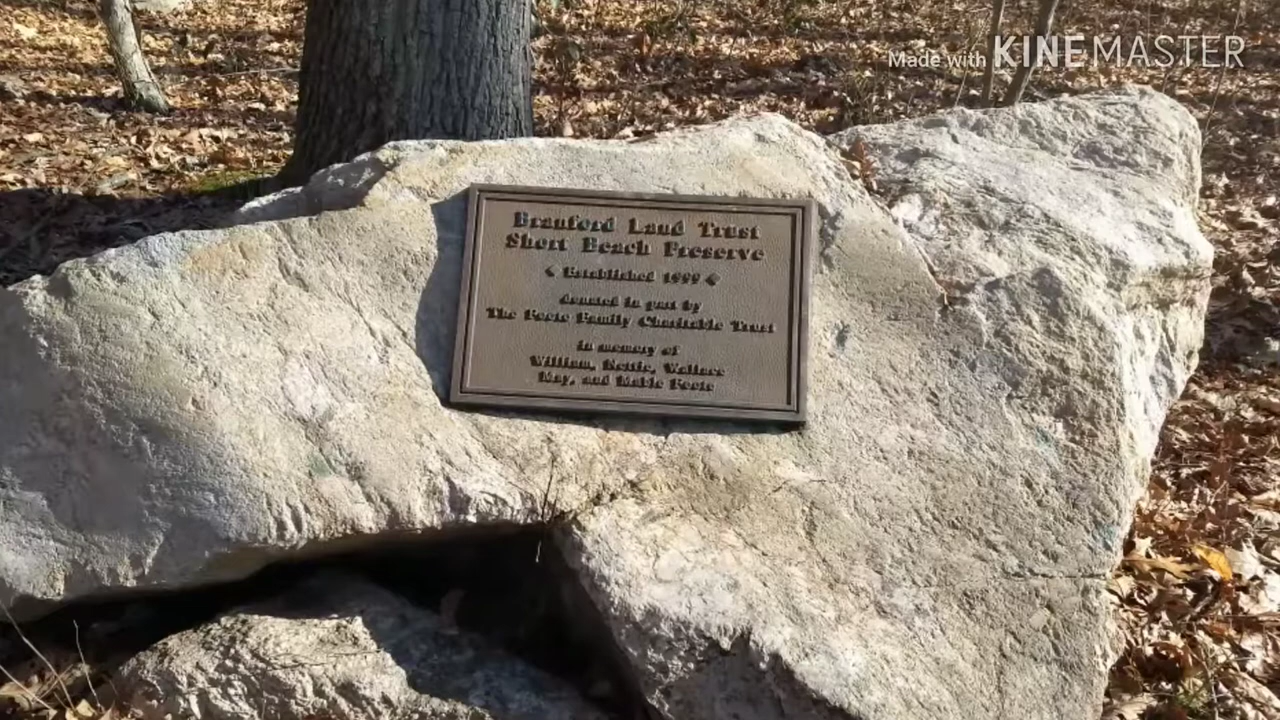 Made with KINEMASTER
Branford Land Trust
Short Beach Preserve
Established 1999
donated in part by
The Foote Family Charitable Trust
in memory of
William, Nettie, Wallace
May, and Mable Foote